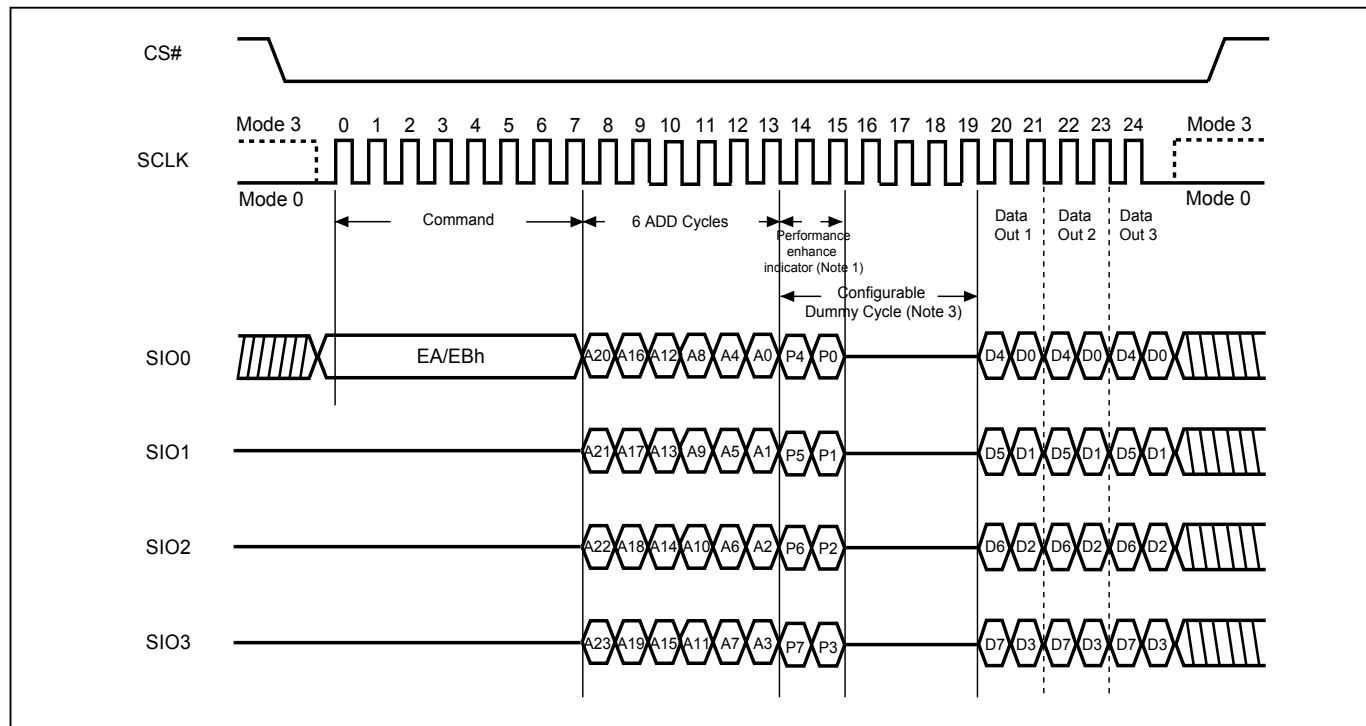 CS#
Mode 3 0 1 2 3 4 5 6 7 8 9 10 11 12 13 14 15 16 17 18 19 20 21 22 23 24 Mode 3
SCLK
Mode 0 Mode 0
Command 6 ADD Cycles Performance enhance indicator (Note 1) Data Out 1 Data Out 2 Data Out 3
Configurable
Dummy Cycle (Note 3)
SIO0 EA/EBh A20 A16 A12 A8 A4 A0 P4 P0 D4 D0 D4 D0 D4 D0
SIO1 A21 A17 A13 A9 A5 A1 P5 P1 D5 D1 D5 D1 D5 D1
SIO2 A22 A18 A14 A10 A6 A2 P6 P2 D6 D2 D6 D2 D6 D2
SIO3 A23 A19 A15 A11 A7 A3 P7 P3 D7 D3 D7 D3 D7 D3